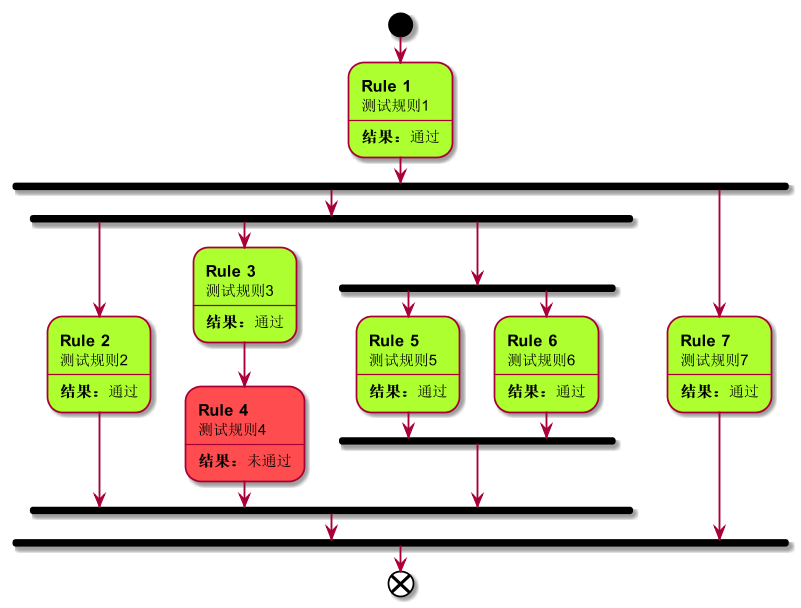 Rule 1
测试规则1
结果：通过
Rule 3
测试规则3
结果：通过
Rule 2
测试规则2
结果：通过
Rule 5
测试规则5
结果：通过
Rule 6
测试规则6
结果：通过
Rule 7
测试规则7
结果：通过
Rule 4
测试规则4
结果：未通过